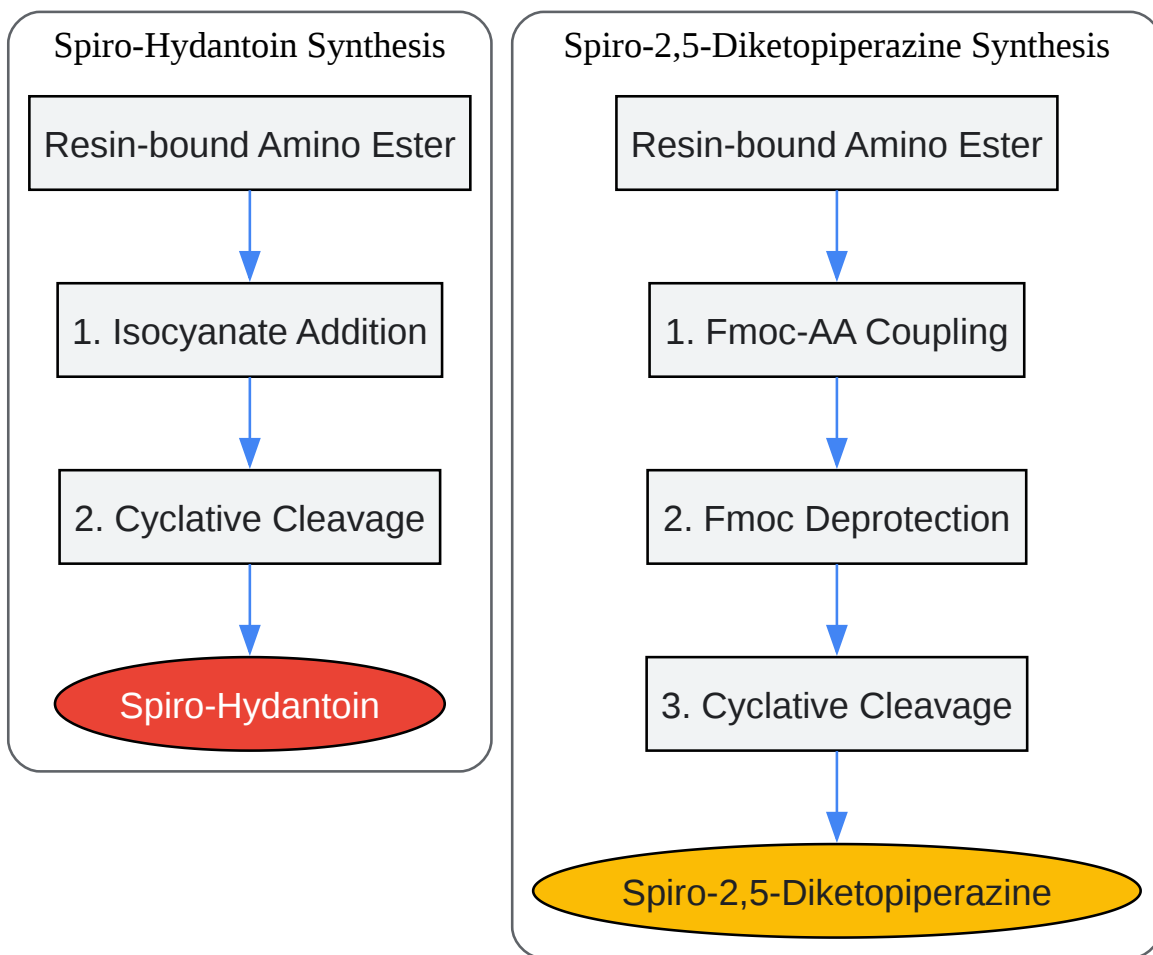 Spiro-Hydantoin Synthesis
Resin-bound Amino Ester
1. Isocyanate Addition
2. Cyclative Cleavage
Spiro-Hydantoin
Spiro-2,5-Diketopiperazine Synthesis
Resin-bound Amino Ester
1. Fmoc-AA Coupling
2. Fmoc Deprotection
3. Cyclative Cleavage
Spiro-2,5-Diketopiperazine